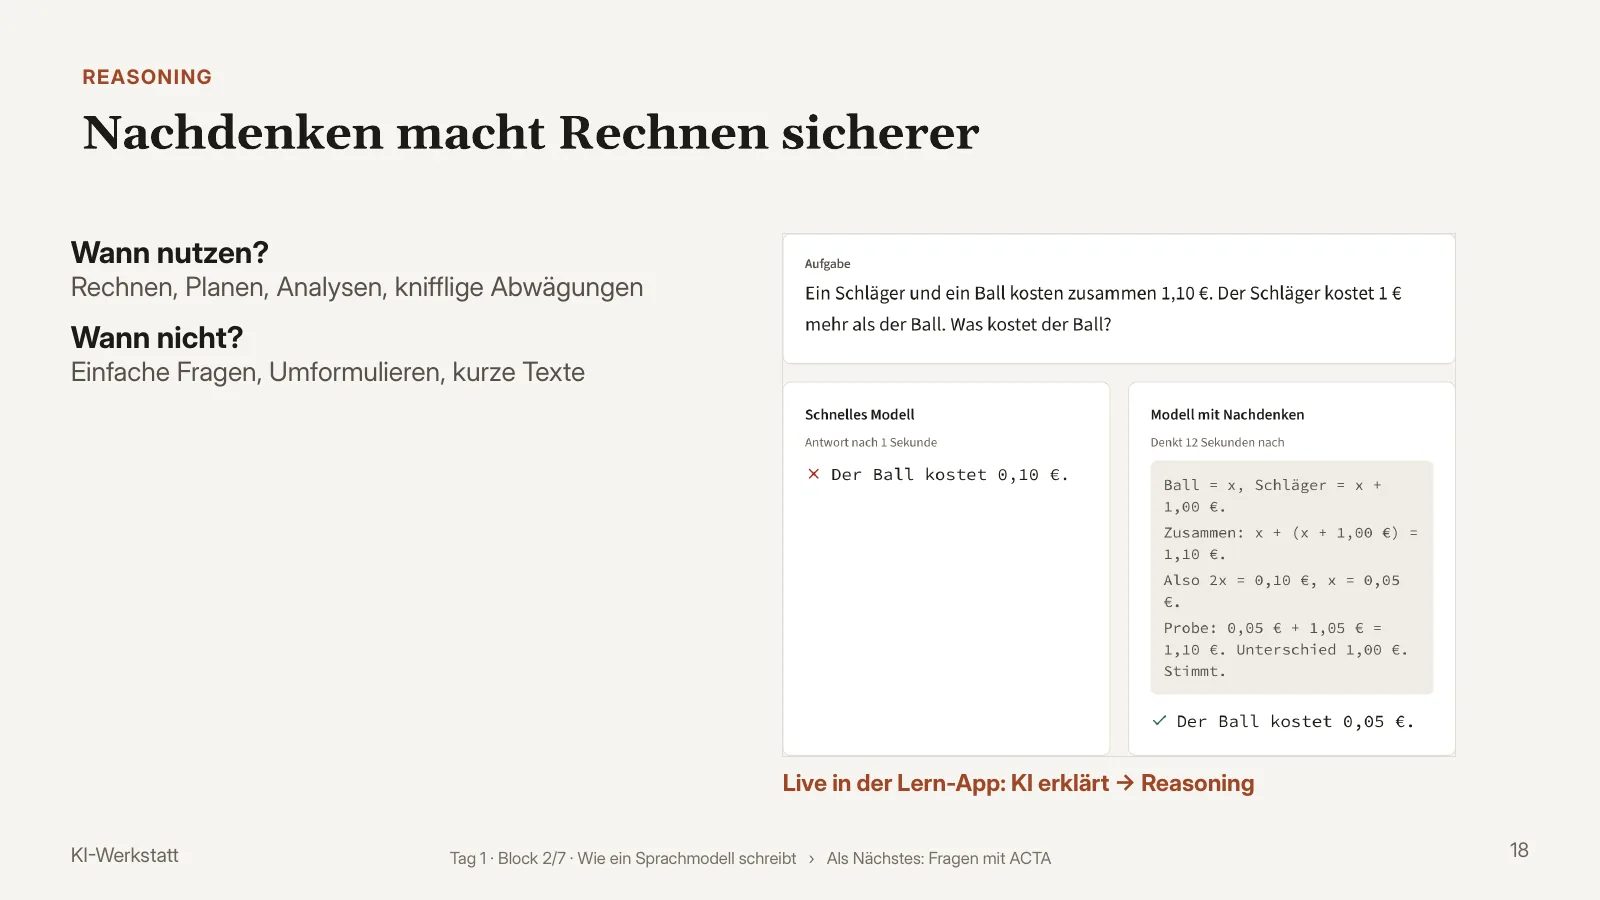 REASONING
Nachdenken macht Rechnen sicherer
Wann nutzen?
Rechnen, Planen, Analysen, knifflige Abwägungen
Wann nicht?
Einfache Fragen, Umformulieren, kurze Texte
Aufgabe
Ein Schläger und ein Ball kosten zusammen 1,10 €. Der Schläger kostet 1 €
mehr als der Ball. Was kostet der Ball?
Schnelles Modell
Antwort nach 1 Sekunde
✕ Der Ball kostet 0,10 €.
Modell mit Nachdenken
Denkt 12 Sekunden nach
Ball = x, Schläger = x +
1,00 €.
Zusammen: x + (x + 1,00 €) =
1,10 €.
Also 2x = 0,10 €, x = 0,05
€.
Probe: 0,05 € + 1,05 € =
1,10 €. Unterschied 1,00 €.
Stimmt.
✓ Der Ball kostet 0,05 €.
Live in der Lern-App: KI erklärt → Reasoning
KI-Werkstatt
Tag 1 · Block 2/7 · Wie ein Sprachmodell schreibt › Als Nächstes: Fragen mit ACTA
18